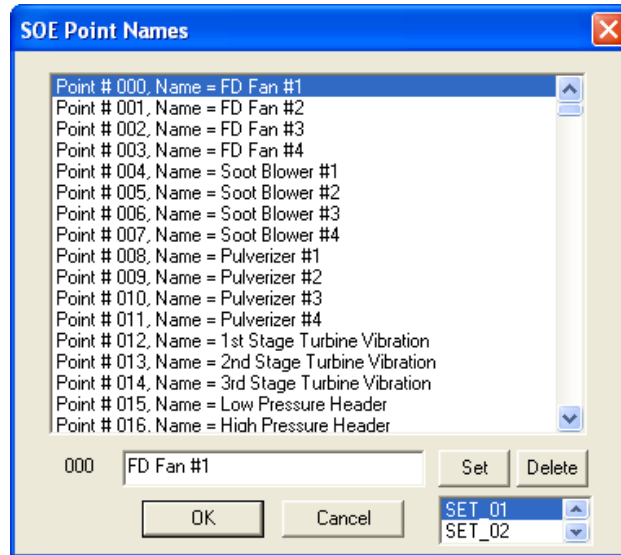 SOE Point Names
Point # 000, Name = FD Fan #1
Point # 001, Name = FD Fan #2
Point # 002, Name = FD Fan #3
Point # 003, Name = FD Fan #4
Point # 004, Name = Soot Blower #1
Point # 005, Name = Soot Blower #2
Point # 006, Name = Soot Blower #3
Point # 007, Name = Soot Blower #4
Point # 008, Name = Pulverizer #1
Point # 009, Name = Pulverizer #2
Point # 010, Name = Pulverizer #3
Point # 011, Name = Pulverizer #4
Point # 012, Name = 1st Stage Turbine Vibration
Point # 013, Name = 2nd Stage Turbine Vibration
Point # 014, Name = 3rd Stage Turbine Vibration
Point # 015, Name = Low Pressure Header
Point # 016, Name = High Pressure Header
000 FD Fan #1 Set Delete
OK Cancel SET_01
SET_02